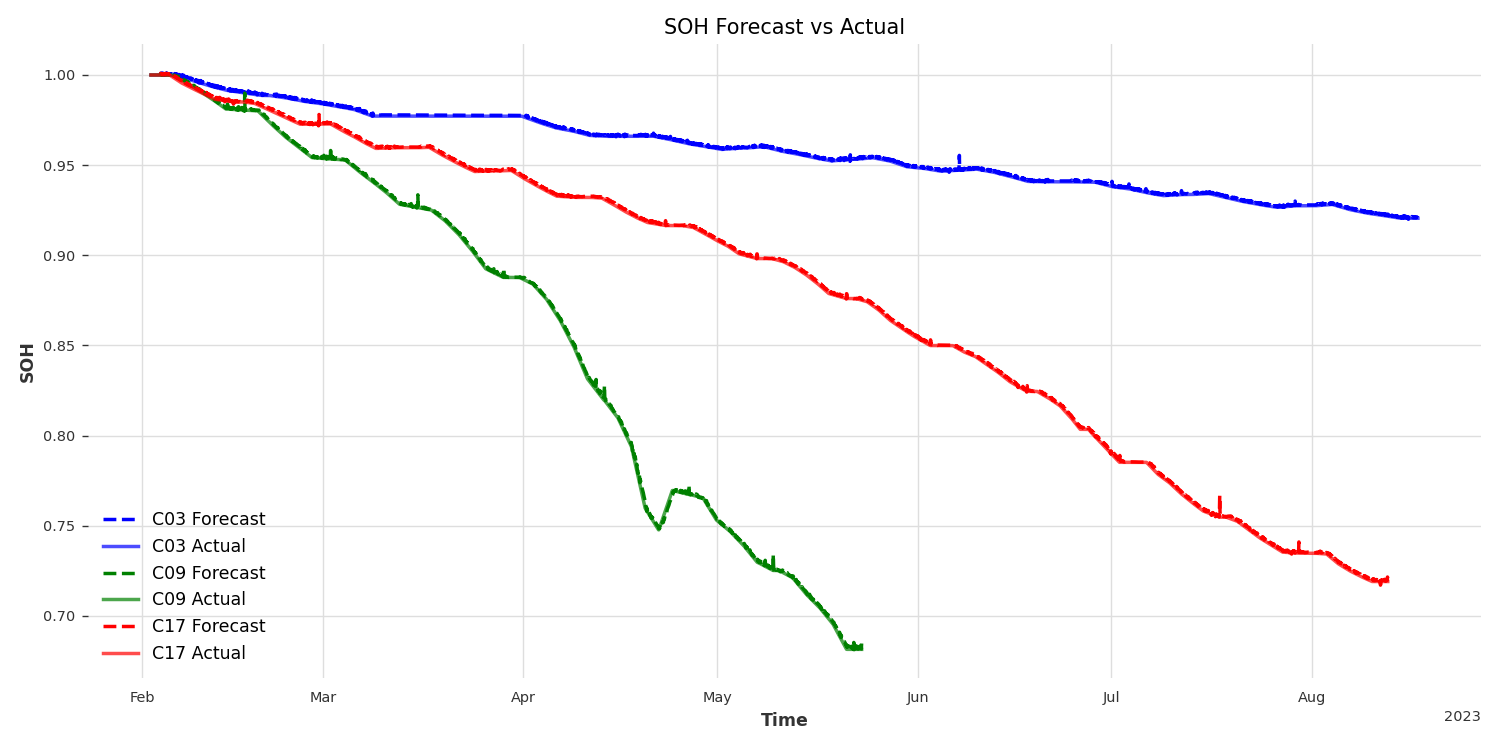 SOH Forecast vs Actual
1.00
0.95
0.90
0.85
0.80
0.75
0.70
SOH
C03 Forecast
C03 Actual
C09 Forecast
C09 Actual
C17 Forecast
C17 Actual
Feb Mar Apr May Jun Jul Aug
2023
Time